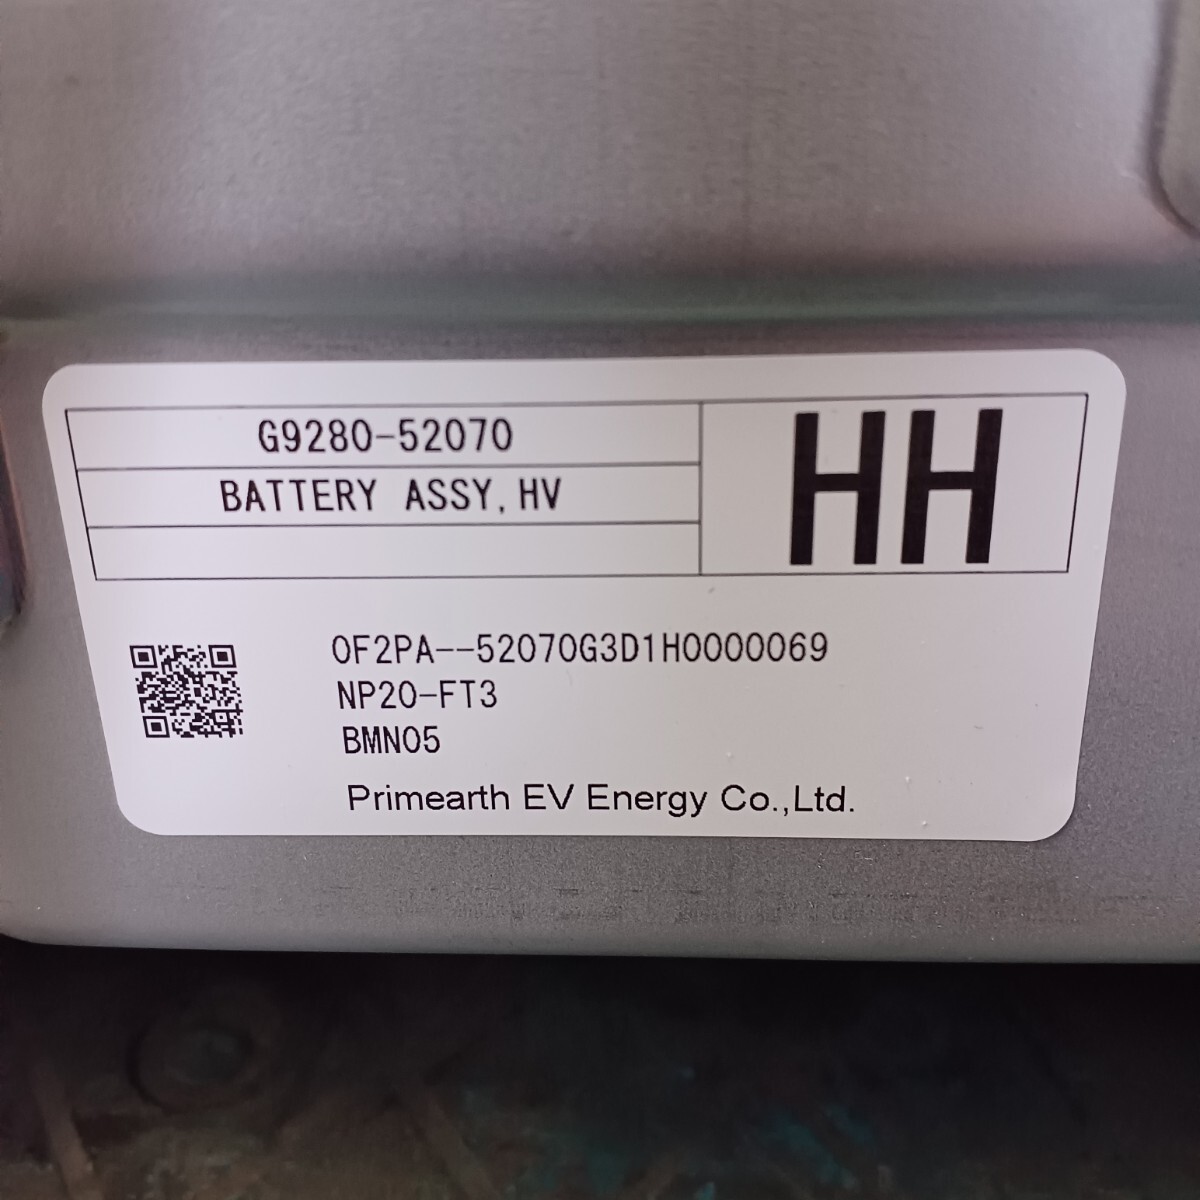 G9280-52070
BATTERY ASSY, HV
HH
0F2PA--52070G3D1H0000069
NP20-FT3
BMN05
Primearth EV Energy Co.,Ltd.